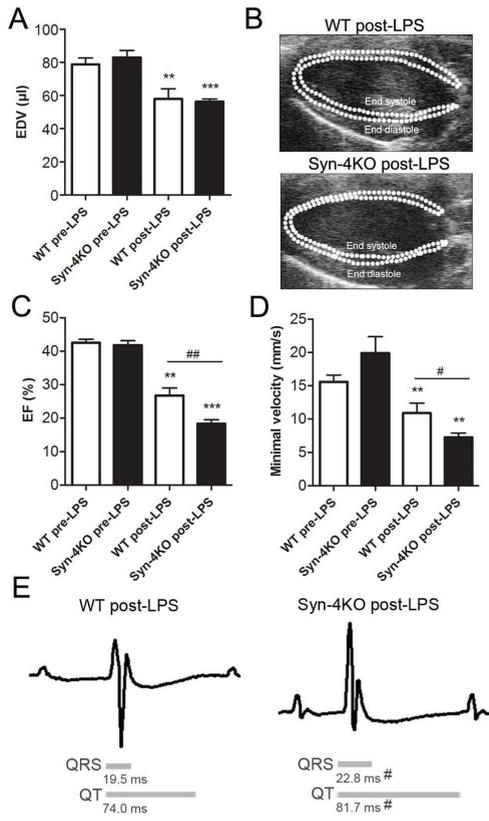 A
EDV (µl)
100
80
60
40
20
0
**
***
WT pre-LPS
Syn-4KO pre-LPS
WT post-LPS
Syn-4KO post-LPS
B
WT post-LPS
End systole
End diastole
Syn-4KO post-LPS
End systole
End diastole
C
EF (%)
50
40
30
20
10
0
##
**
***
WT pre-LPS
Syn-4KO pre-LPS
WT post-LPS
Syn-4KO post-LPS
D
Minimal velocity (mm/s)
25
20
15
10
5
0
#
**
**
WT pre-LPS
Syn-4KO pre-LPS
WT post-LPS
Syn-4KO post-LPS
E
WT post-LPS
QRS
19.5 ms
QT
74.0 ms
Syn-4KO post-LPS
QRS
22.8 ms #
QT
81.7 ms #